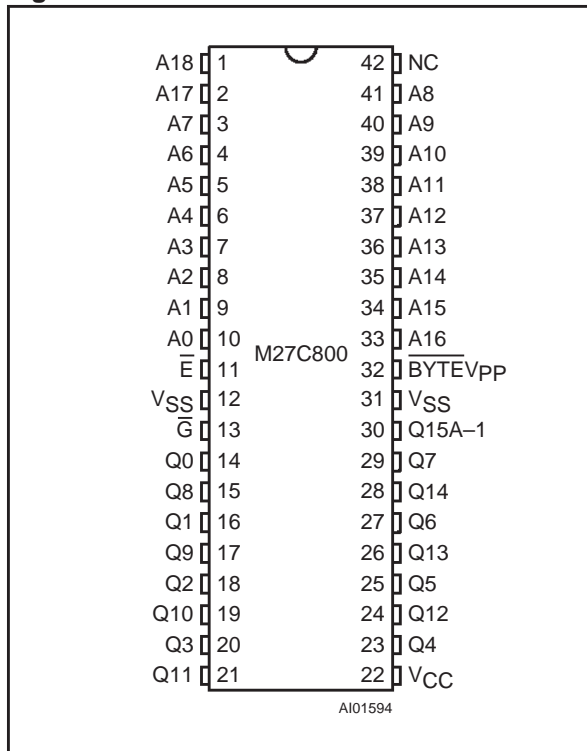 A18 1 42 NC
A17 2 41 A8
A7 3 40 A9
A6 4 39 A10
A5 5 38 A11
A4 6 37 A12
A3 7 36 A13
A2 8 35 A14
A1 9 34 A15
A0 10 33 A16
M27C800
E̅ 11 32 B̅Y̅T̅E̅VPP
VSS 12 31 VSS
G̅ 13 30 Q15A–1
Q0 14 29 Q7
Q8 15 28 Q14
Q1 16 27 Q6
Q9 17 26 Q13
Q2 18 25 Q5
Q10 19 24 Q12
Q3 20 23 Q4
Q11 21 22 VCC
AI01594